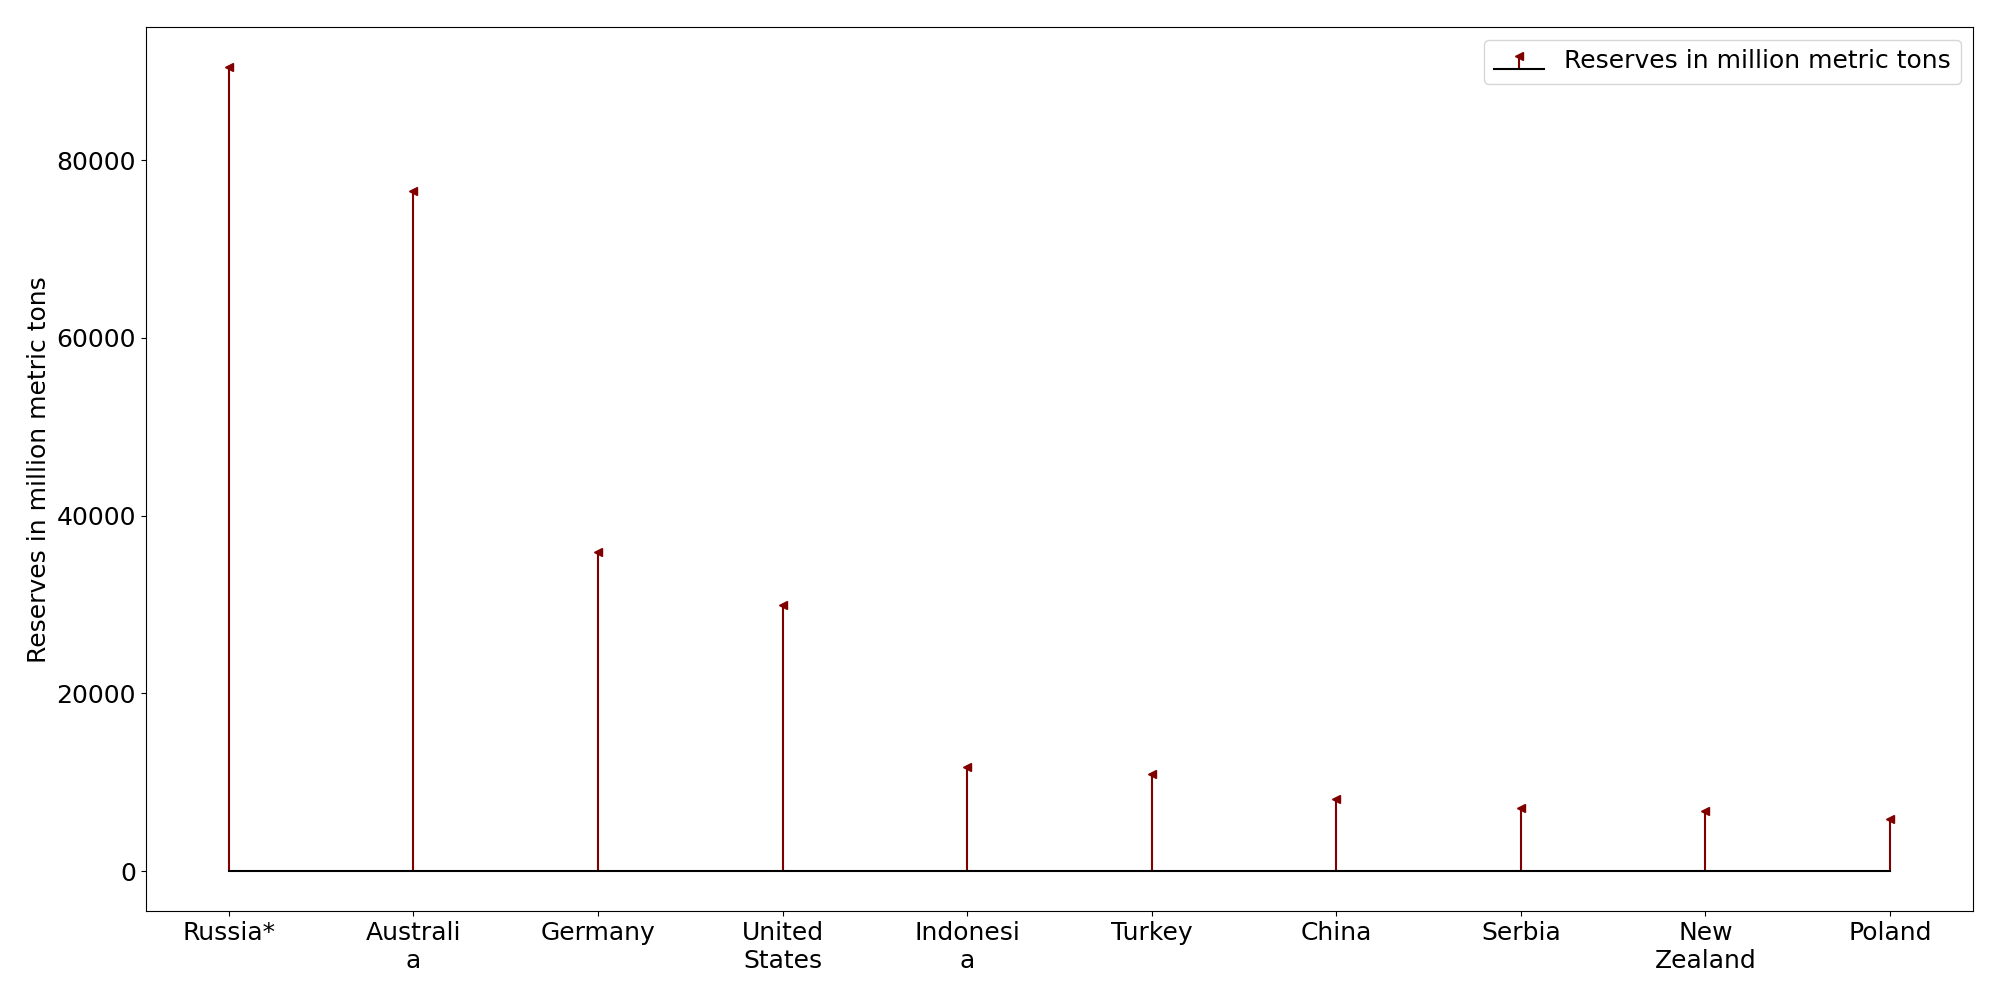 Reserves in million metric tons
Reserves in million metric tons
80000
60000
40000
20000
0
Russia*
Australi
a
Germany
United
States
Indonesi
a
Turkey
China
Serbia
New
Zealand
Poland